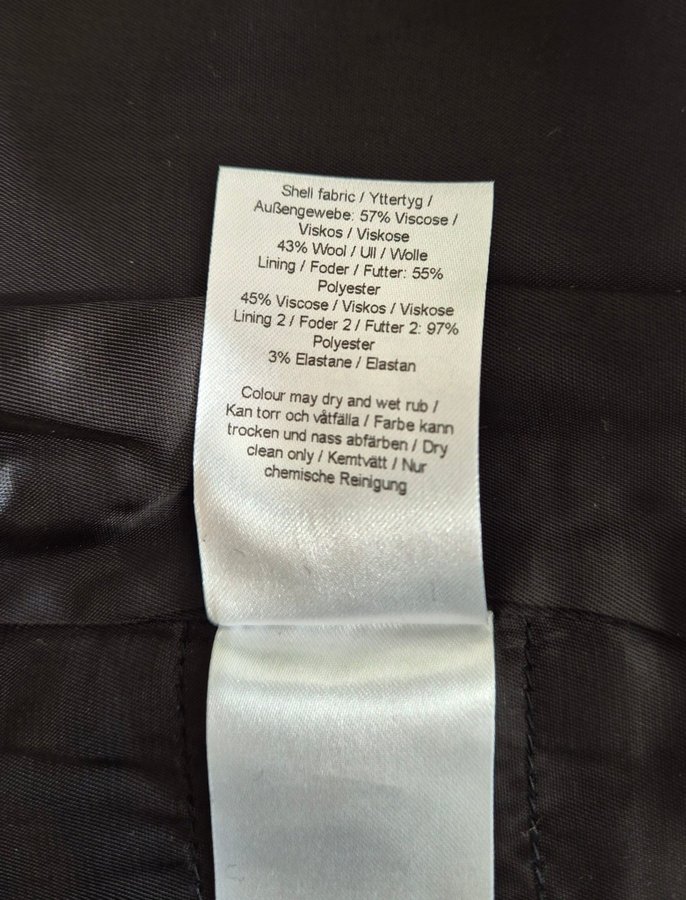 Shell fabric / Yttertyg /
Außengewebe: 57% Viscose /
Viskos / Viskose
43% Wool / Ull / Wolle
Lining / Foder / Futter: 55%
Polyester
45% Viscose / Viskos / Viskose
Lining 2 / Foder 2 / Futter 2: 97%
Polyester
3% Elastane / Elastan
Colour may dry and wet rub /
Kan torr och våtfälla / Farbe kann
trocken und nass abfärben / Dry
clean only / Kemtvätt / Nur
chemische Reinigung